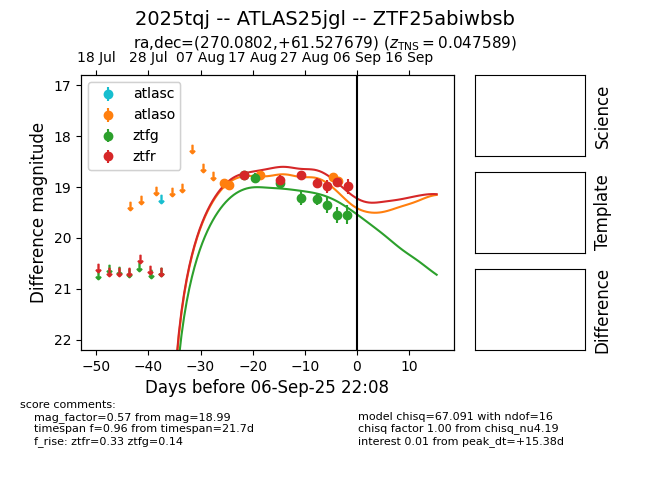 2025tqj -- ATLAS25jgl -- ZTF25abiwbsb
ra,dec=(270.0802,+61.527679) (z_TNS = 0.047589)
18 Jul 28 Jul 07 Aug 17 Aug 27 Aug 06 Sep 16 Sep
atlasc
atlaso
ztfg
ztfr
17
18
19
20
21
22
Difference magnitude
−50 −40 −30 −20 −10 0 10
Days before 06-Sep-25 22:08
Science
Template
Difference
score comments:
mag_factor=0.57 from mag=18.99
timespan f=0.96 from timespan=21.7d
f_rise: ztfr=0.33 ztfg=0.14
model chisq=67.091 with ndof=16
chisq factor 1.00 from chisq_nu4.19
interest 0.01 from peak_dt=+15.38d